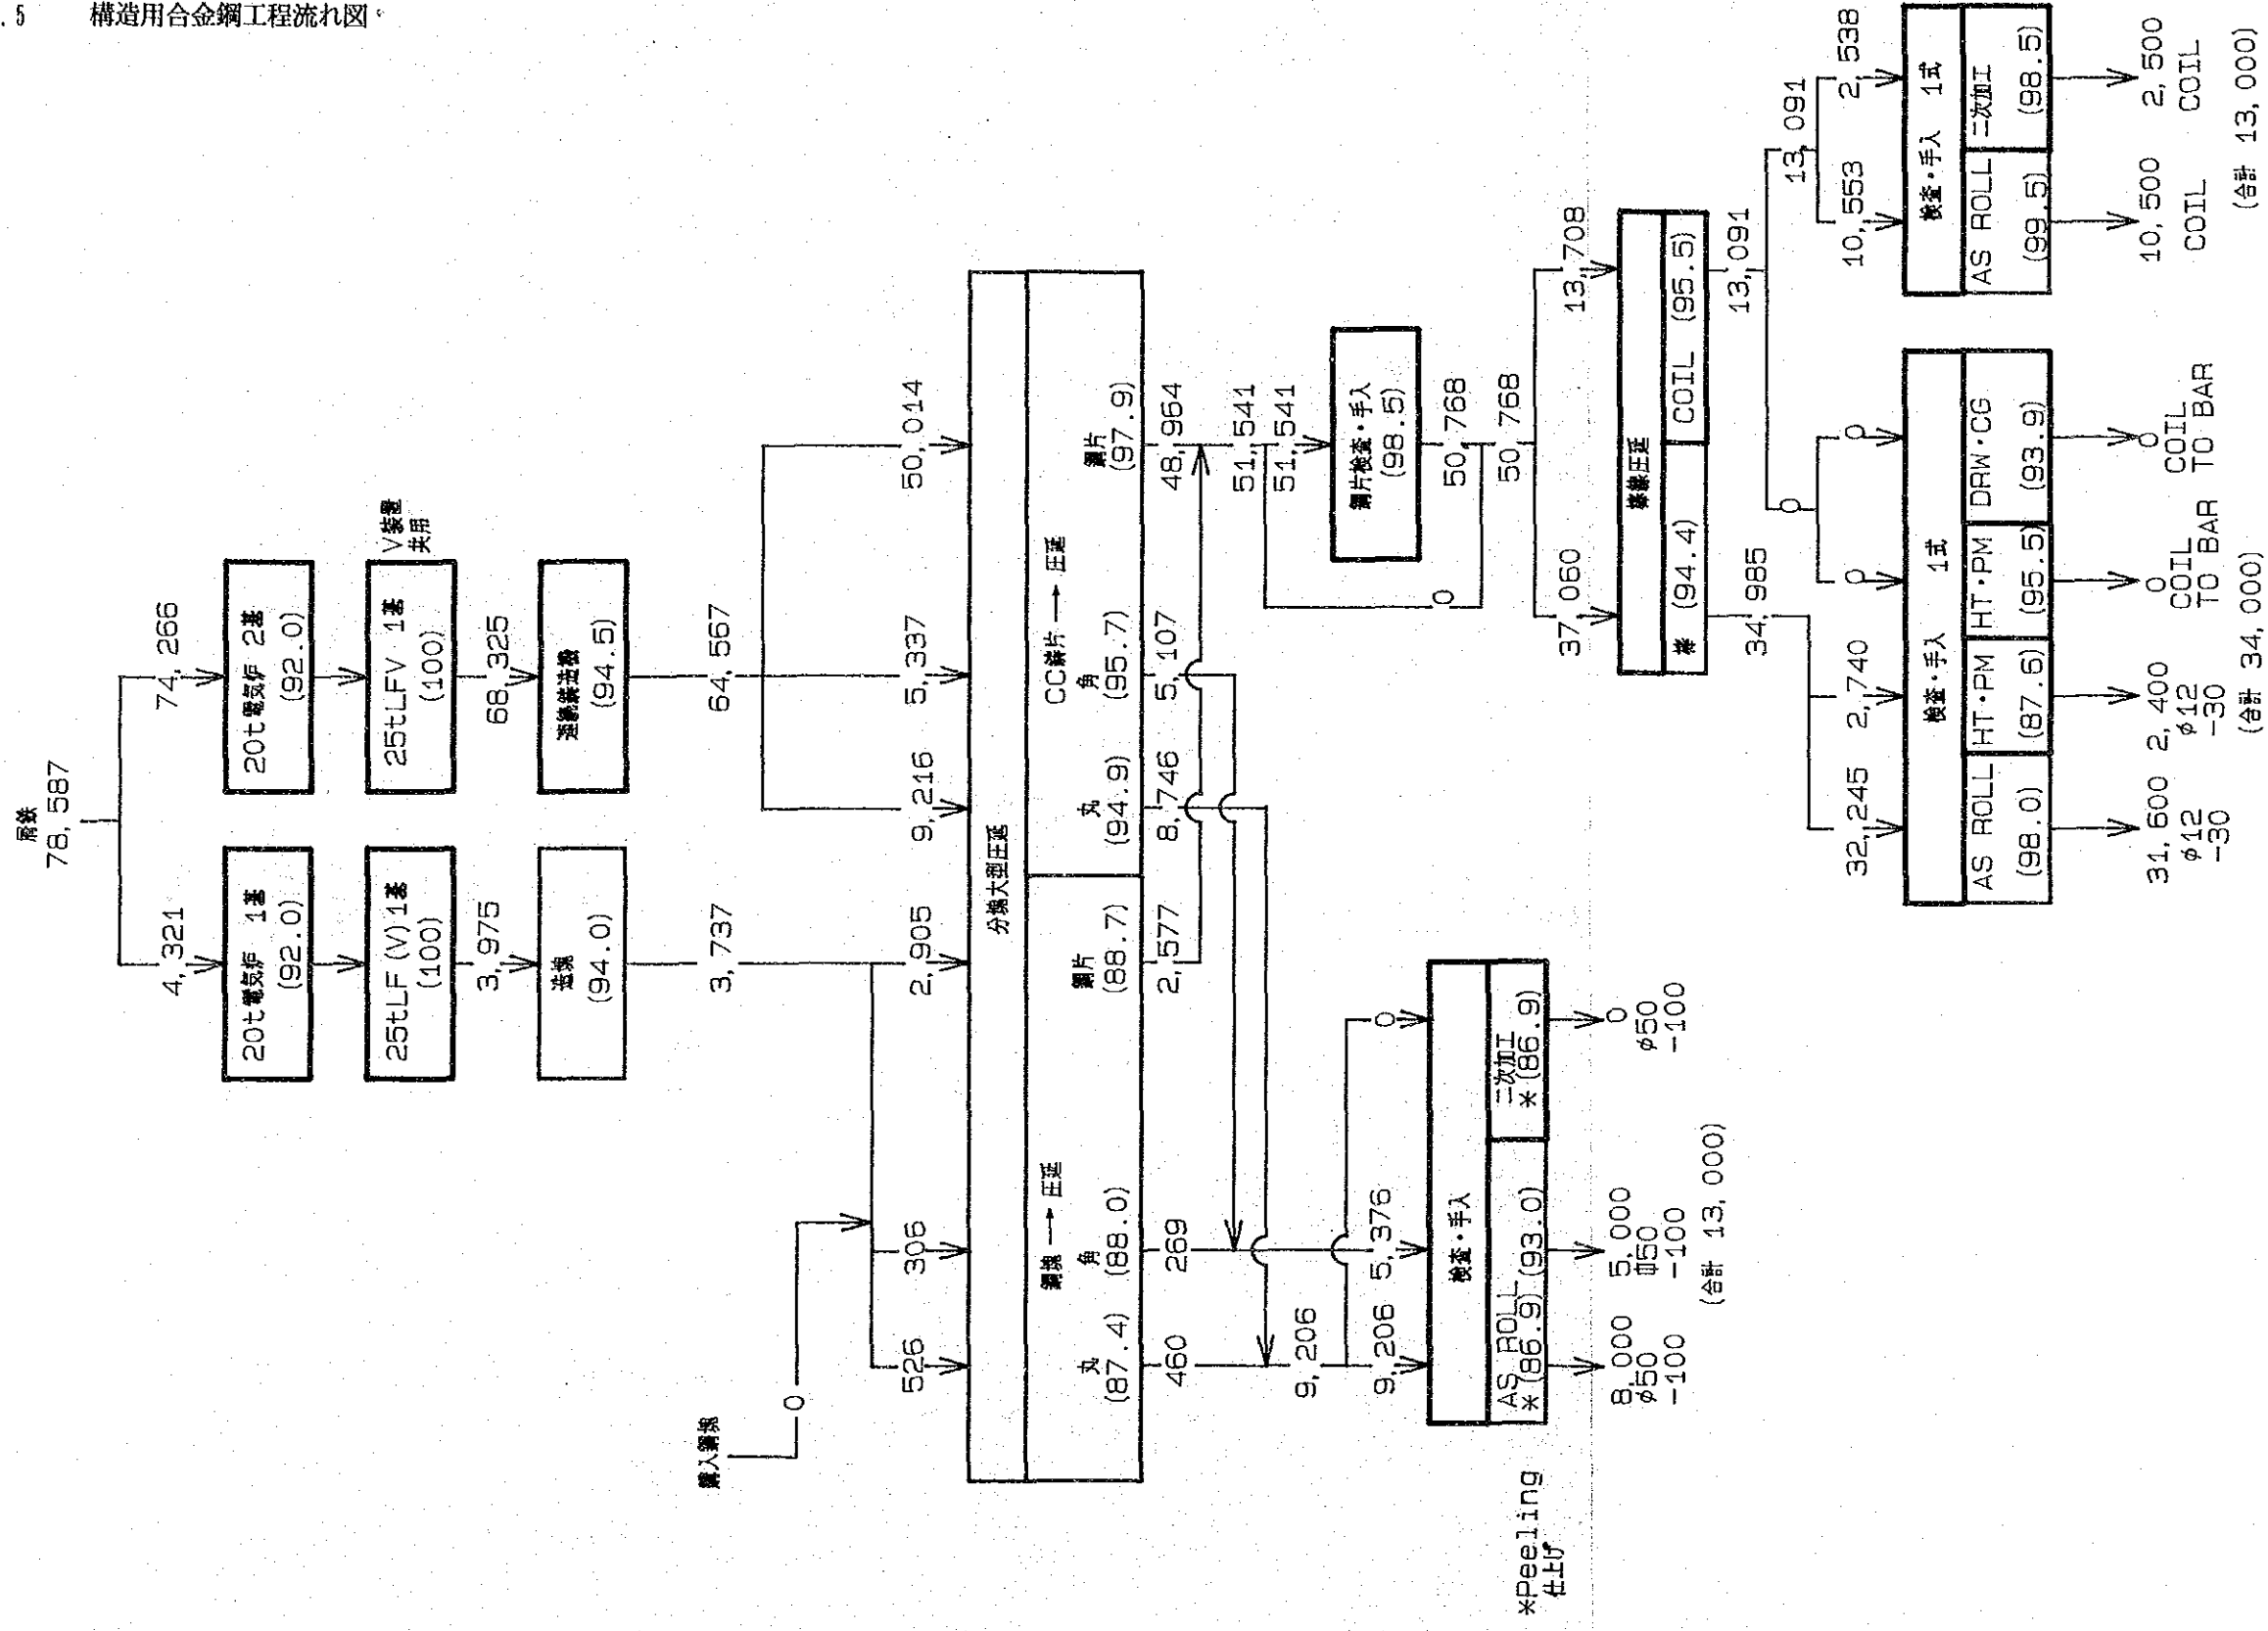 .5 構造用合金鋼工程流れ図
屑鉄
78,587
4,321
74,266
20t電気炉 1基
(92.0)
20t電気炉 2基
(92.0)
25tLF(V)1基
(100)
25tLFV 1基
(100)
V装置
共用
3,975
68,325
造塊
(94.0)
連続鋳造機
(94.5)
購入鋼塊
3,737
64,567
0
526
306
2,905
9,216
5,337
50,014
分塊大型圧延
鋼塊→圧延
CC鋳片→圧延
丸
(87.4)
角
(88.0)
鋼片
(88.7)
丸
(94.9)
角
(95.7)
鋼片
(97.9)
460
269
2,577
8,746
5,107
48,964
51,541
51,541
9,206
0
9,206
5,376
0
鋼片検査・手入
(98.5)
検査・手入
AS ROLL
*(86.9)
(93.0)
二次加工
*(86.9)
*Peeling
仕上げ
8,000
φ50
-100
5,000
50
-100
0
φ50
-100
(合計 13,000)
50,768
50,768
37,060
13,708
棒線圧延
棒 (94.4)
COIL (95.5)
34,985
13,091
0
13,091
32,245
2,740
0
0
10,553
2,538
検査・手入 1式
AS ROLL
(98.0)
HT・PM
(87.6)
HT・PM
(95.5)
DRW・CG
(93.9)
検査・手入 1式
AS ROLL
(99.5)
二次加工
(98.5)
31,600
φ12
-30
2,400
φ12
-30
0
COIL
TO BAR
0
COIL
TO BAR
(合計 34,000)
10,500
COIL
2,500
COIL
(合計 13,000)